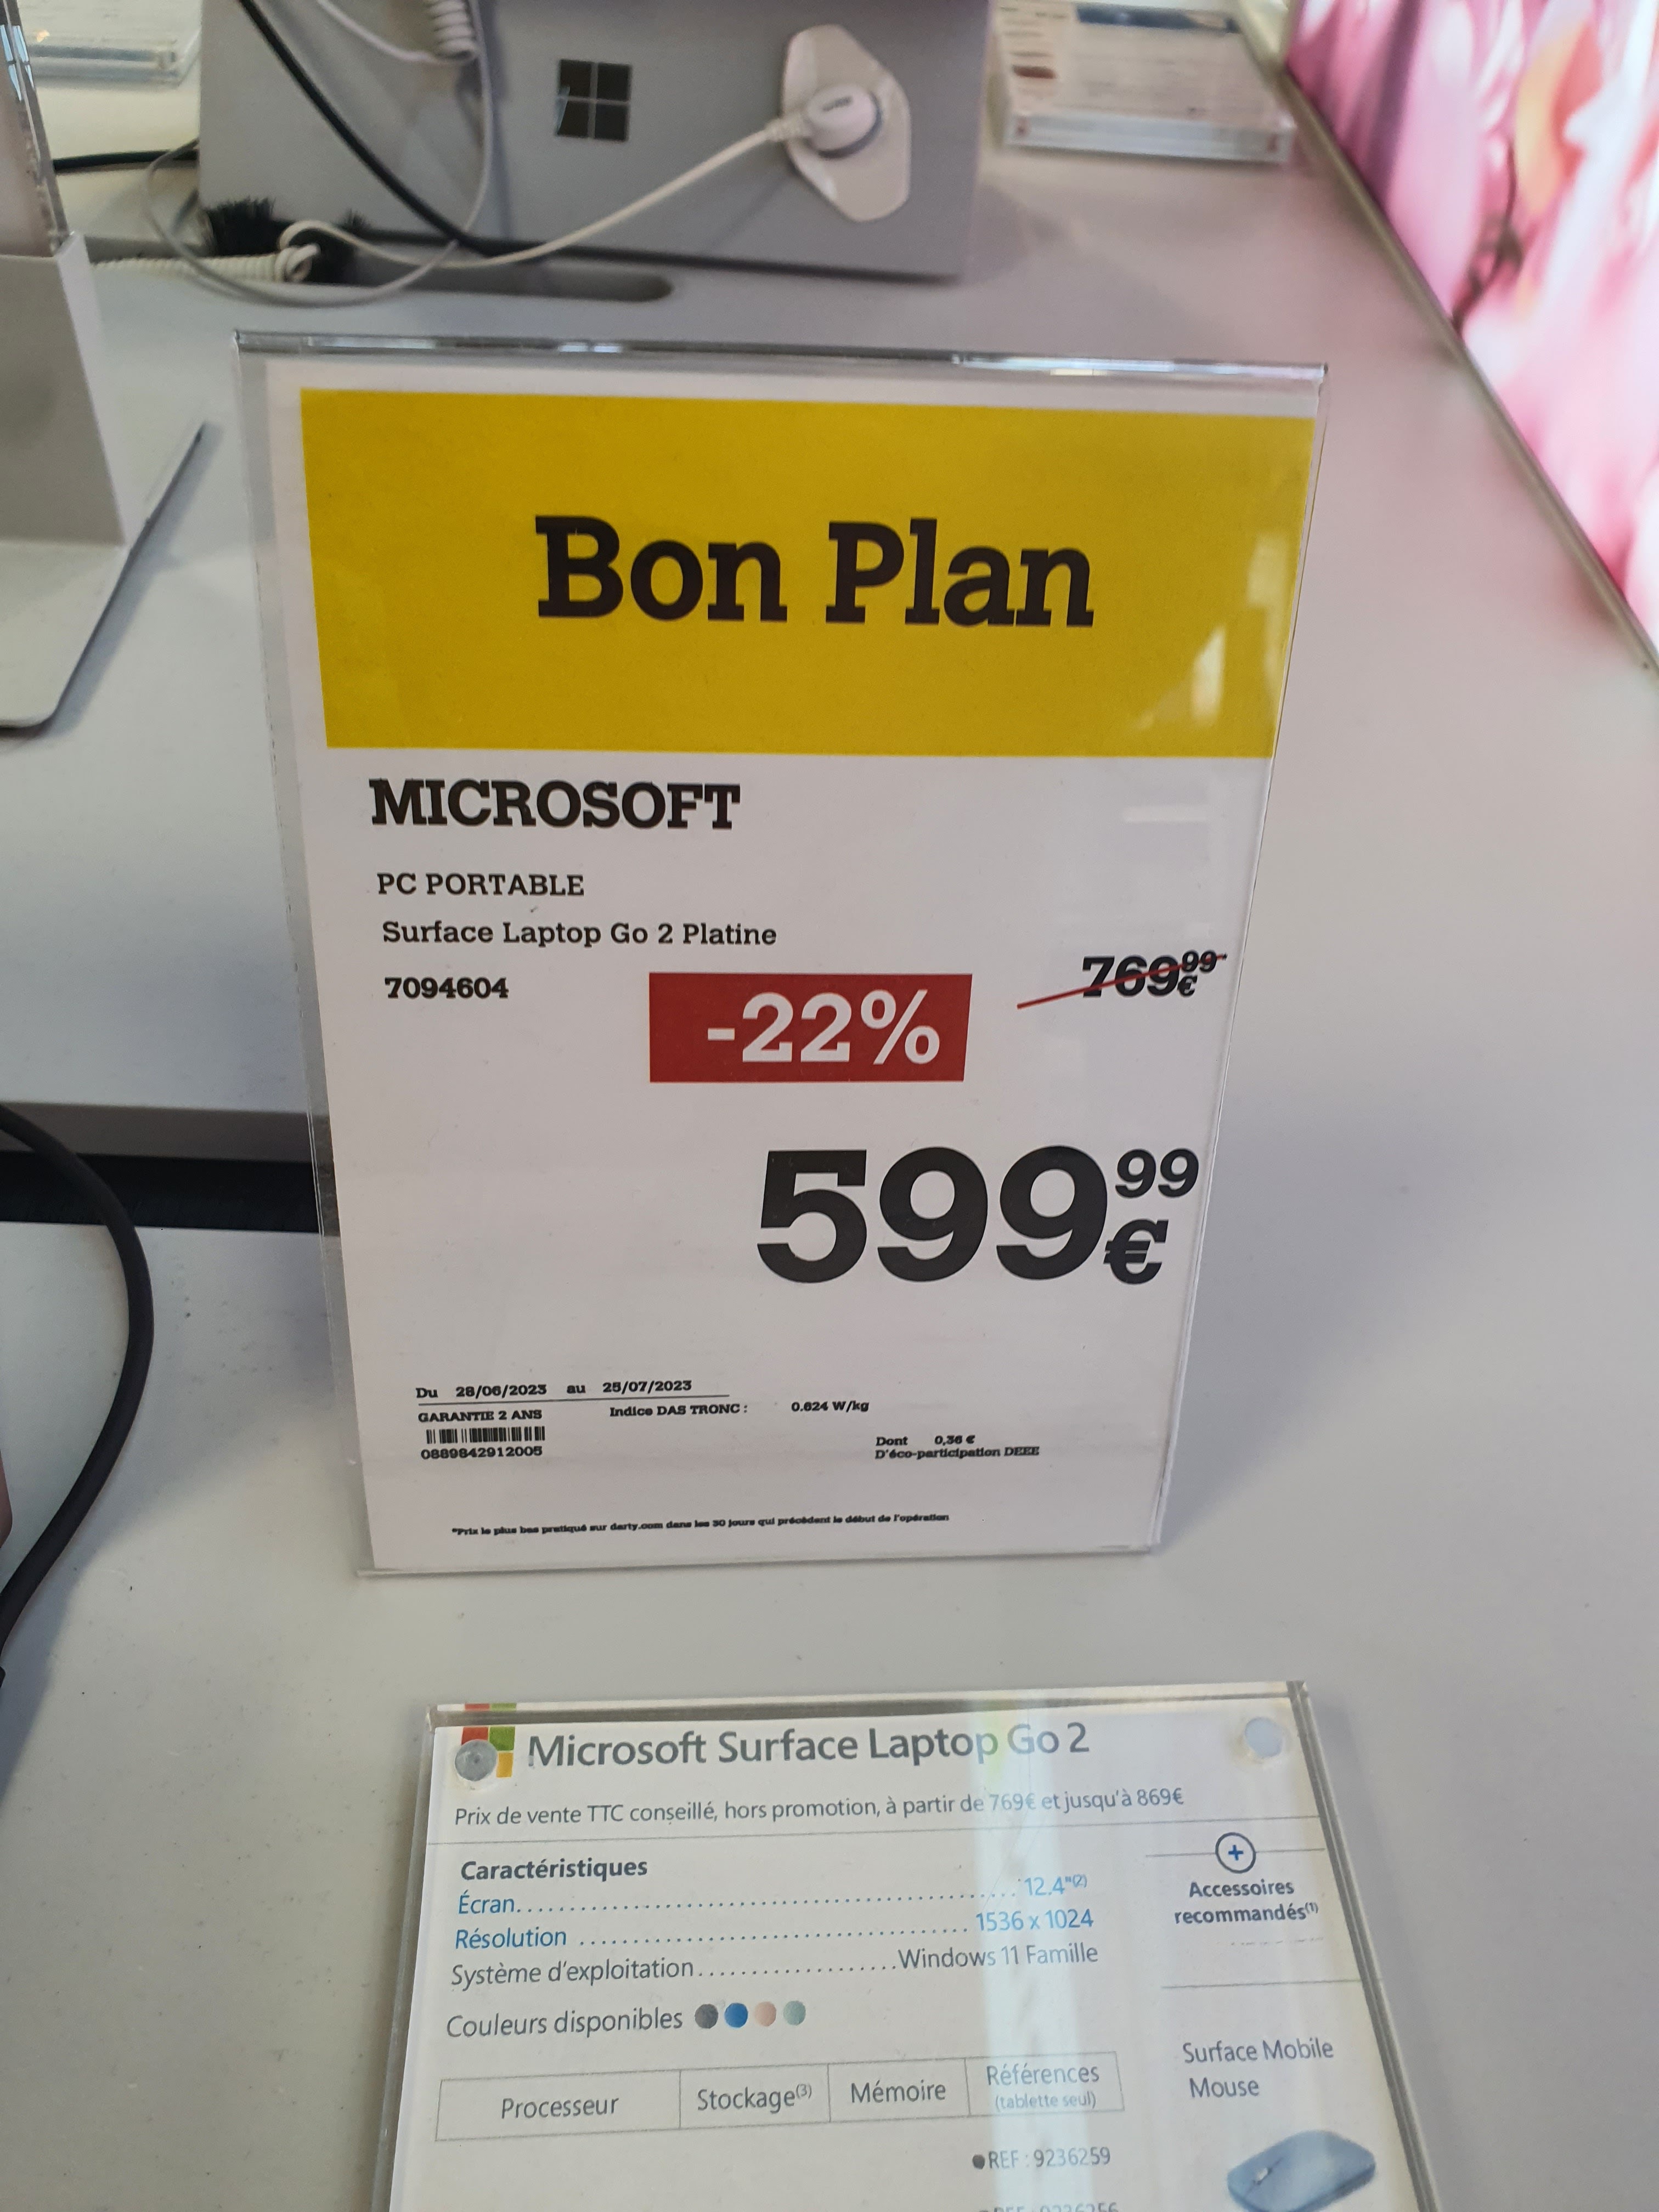 Bon Plan
MICROSOFT
PC PORTABLE
Surface Laptop Go 2 Platine
7094604
-22%
769€99
599€99
Du 28/06/2023 au 25/07/2023
GARANTIE 2 ANS Indice DAS TRONC : 0.624 W/kg
0889842912005
Dont 0,36 €
D'éco-participation DEEE
*Prix le plus bas pratiqué sur darty.com dans les 30 jours qui précèdent le début de l'opération
Microsoft Surface Laptop Go 2
Prix de vente TTC conseillé, hors promotion, à partir de 769€ et jusqu'à 869€
Caractéristiques
Écran 12.4"(2)
Résolution 1536 x 1024
Système d'exploitation Windows 11 Famille
Couleurs disponibles
Processeur Stockage(3) Mémoire Références
(tablette seul)
REF : 9236259
Accessoires
recommandés(1)
Surface Mobile
Mouse